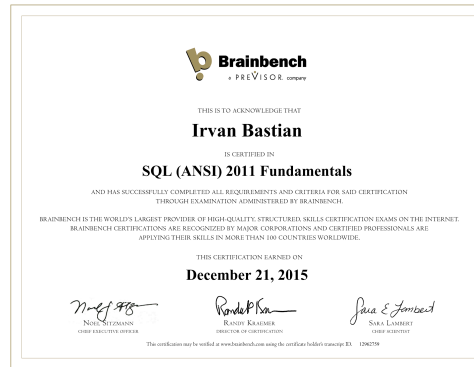 Brainbench
a PREVISOR company
THIS IS TO ACKNOWLEDGE THAT
Irvan Bastian
IS CERTIFIED IN
SQL (ANSI) 2011 Fundamentals
AND HAS SUCCESSFULLY COMPLETED ALL REQUIREMENTS AND CRITERIA FOR SAID CERTIFICATION
THROUGH EXAMINATION ADMINISTERED BY BRAINBENCH.
BRAINBENCH IS THE WORLD'S LARGEST PROVIDER OF HIGH-QUALITY, STRUCTURED, SKILLS CERTIFICATION EXAMS ON THE INTERNET.
BRAINBENCH CERTIFICATIONS ARE RECOGNIZED BY MAJOR CORPORATIONS AND CERTIFIED PROFESSIONALS ARE
APPLYING THEIR SKILLS IN MORE THAN 100 COUNTRIES WORLDWIDE.
THIS CERTIFICATION EARNED ON
December 21, 2015
Sara E Lambert
NOEL SITZMANN RANDY KRAEMER SARA LAMBERT
CHIEF EXECUTIVE OFFICER DIRECTOR OF CERTIFICATION CHIEF SCIENTIST
This certification may be verified at www.brainbench.com using the certificate holder's transcript ID. 12962759